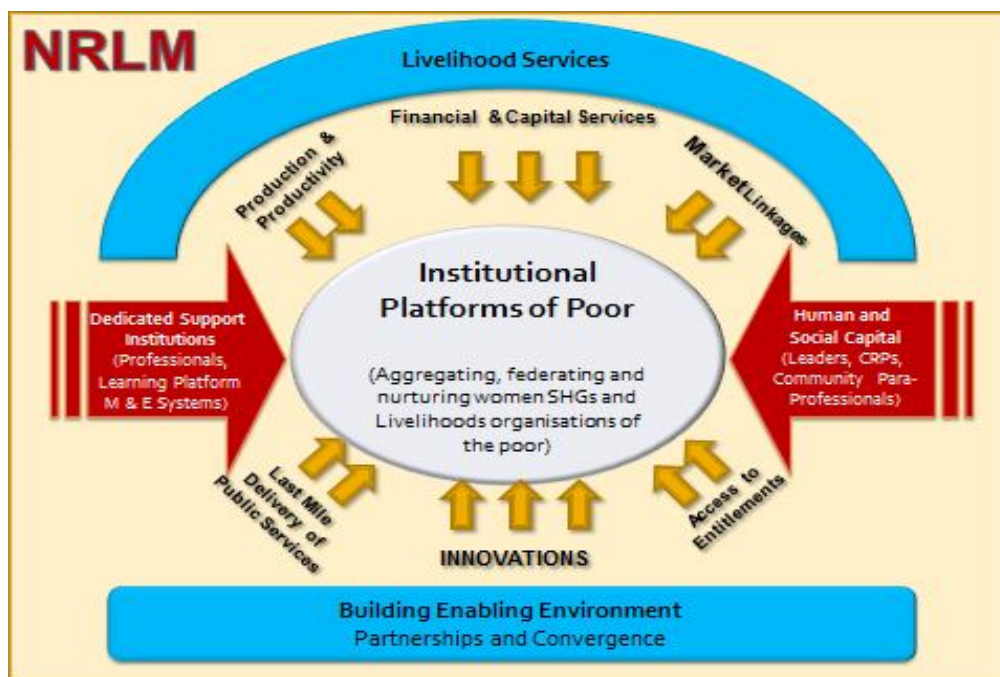 NRLM
Livelihood Services
Financial & Capital Services
Production &
Productivity
Market Linkages
Institutional
Platforms of Poor
(Aggregating, federating and
nurturing women SHGs and
Livelihoods organisations of
the poor)
Dedicated Support
Institutions
(Professionals,
Learning Platform
M & E Systems)
Human and
Social Capital
(Leaders, CRPs,
Community Para-
Professionals)
Last Mile
Delivery of
Public Services
INNOVATIONS
Access to
Entitlements
Building Enabling Environment
Partnerships and Convergence